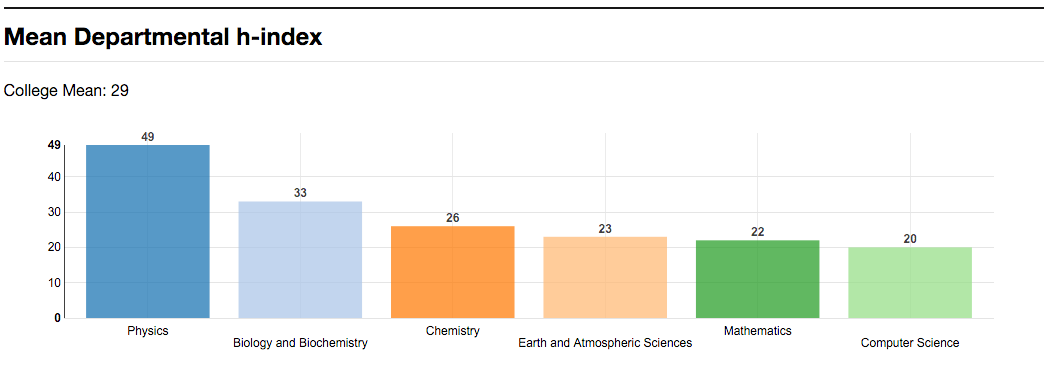 Mean Departmental h-index
College Mean: 29
49
40
30
20
10
0
49
33
26
23
22
20
Physics
Biology and Biochemistry
Chemistry
Earth and Atmospheric Sciences
Mathematics
Computer Science